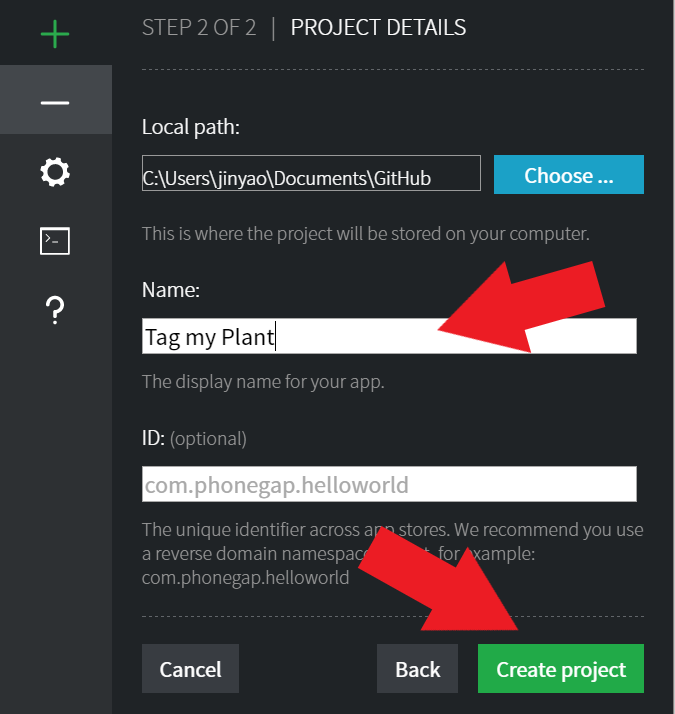 STEP 2 OF 2 | PROJECT DETAILS
Local path:
C:\Users\jinyao\Documents\GitHub
Choose ...
This is where the project will be stored on your computer.
Name:
Tag my Plant
The display name for your app.
ID: (optional)
com.phonegap.helloworld
The unique identifier across app stores. We recommend you use
a reverse domain namespace for example:
com.phonegap.helloworld
Cancel
Back
Create project